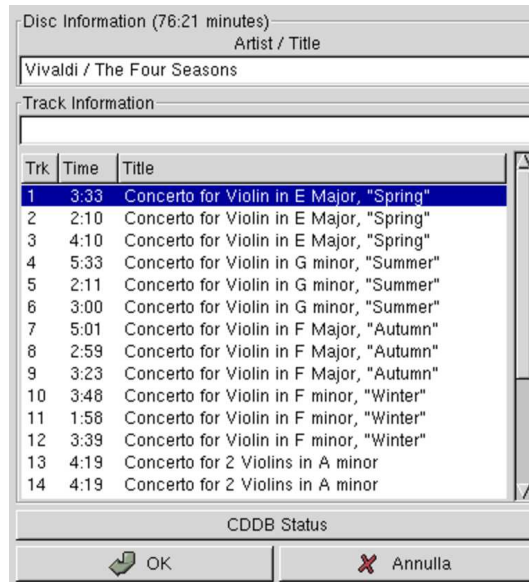 Disc Information (76:21 minutes)
Artist / Title
Vivaldi / The Four Seasons
Track Information
Trk Time Title
1 3:33 Concerto for Violin in E Major, "Spring"
2 2:10 Concerto for Violin in E Major, "Spring"
3 4:10 Concerto for Violin in E Major, "Spring"
4 5:33 Concerto for Violin in G minor, "Summer"
5 2:11 Concerto for Violin in G minor, "Summer"
6 3:00 Concerto for Violin in G minor, "Summer"
7 5:01 Concerto for Violin in F Major, "Autumn"
8 2:59 Concerto for Violin in F Major, "Autumn"
9 3:23 Concerto for Violin in F Major, "Autumn"
10 3:48 Concerto for Violin in F minor, "Winter"
11 1:58 Concerto for Violin in F minor, "Winter"
12 3:39 Concerto for Violin in F minor, "Winter"
13 4:19 Concerto for 2 Violins in A minor
14 4:19 Concerto for 2 Violins in A minor
CDDB Status
OK Annulla